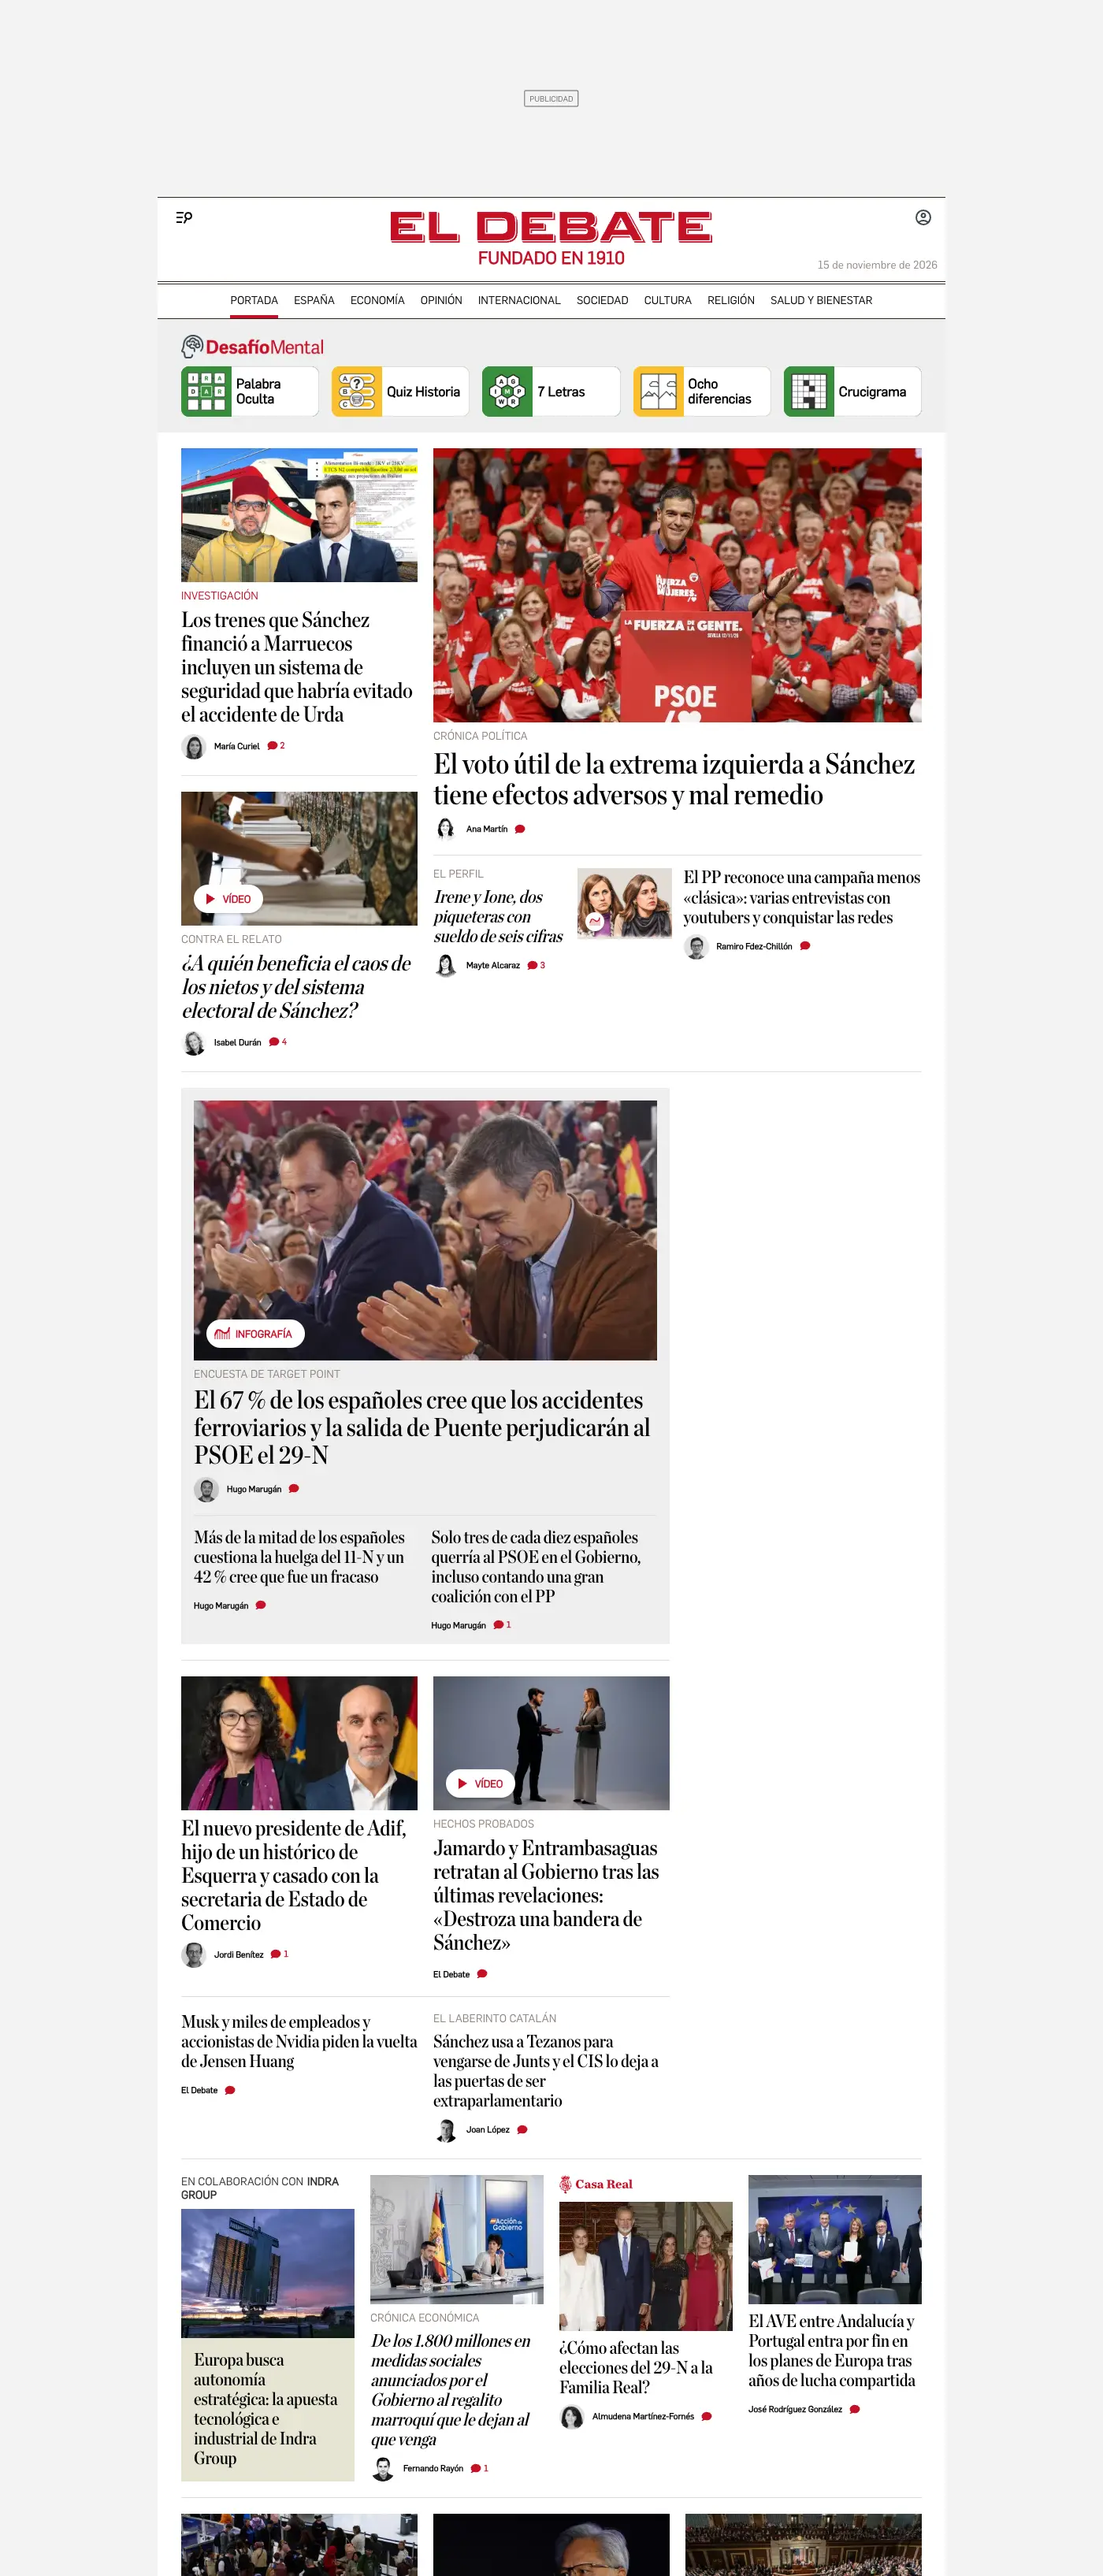 PUBLICIDAD
EL DEBATE
FUNDADO EN 1910
15 de noviembre de 2026
PORTADA ESPAÑA ECONOMÍA OPINIÓN INTERNACIONAL SOCIEDAD CULTURA RELIGIÓN SALUD Y BIENESTAR
DesafíoMental
Palabra
Oculta
Quiz Historia
7 Letras
Ocho
diferencias
Crucigrama
INVESTIGACIÓN
Los trenes que Sánchez
financió a Marruecos
incluyen un sistema de
seguridad que habría evitado
el accidente de Urda
María Curiel 2
VÍDEO
CONTRA EL RELATO
¿A quién beneficia el caos de
los nietos y del sistema
electoral de Sánchez?
Isabel Durán 4
LA FUERZA DE LA GENTE.
PSOE
CRÓNICA POLÍTICA
El voto útil de la extrema izquierda a Sánchez
tiene efectos adversos y mal remedio
Ana Martín
EL PERFIL
Irene y Ione, dos
piqueteras con
sueldo de seis cifras
Mayte Alcaraz 3
El PP reconoce una campaña menos
«clásica»: varias entrevistas con
youtubers y conquistar las redes
Ramiro Fdez-Chillón
INFOGRAFÍA
ENCUESTA DE TARGET POINT
El 67 % de los españoles cree que los accidentes
ferroviarios y la salida de Puente perjudicarán al
PSOE el 29-N
Hugo Marugán
Más de la mitad de los españoles
cuestiona la huelga del 11-N y un
42 % cree que fue un fracaso
Hugo Marugán
Solo tres de cada diez españoles
querría al PSOE en el Gobierno,
incluso contando una gran
coalición con el PP
Hugo Marugán 1
El nuevo presidente de Adif,
hijo de un histórico de
Esquerra y casado con la
secretaria de Estado de
Comercio
Jordi Benítez 1
VÍDEO
HECHOS PROBADOS
Jamardo y Entrambasaguas
retratan al Gobierno tras las
últimas revelaciones:
«Destroza una bandera de
Sánchez»
El Debate
Musk y miles de empleados y
accionistas de Nvidia piden la vuelta
de Jensen Huang
El Debate
EL LABERINTO CATALÁN
Sánchez usa a Tezanos para
vengarse de Junts y el CIS lo deja a
las puertas de ser
extraparlamentario
Joan López
EN COLABORACIÓN CON INDRA
GROUP
Europa busca
autonomía
estratégica: la apuesta
tecnológica e
industrial de Indra
Group
Acción de
Gobierno
CRÓNICA ECONÓMICA
De los 1.800 millones en
medidas sociales
anunciados por el
Gobierno al regalito
marroquí que le dejan al
que venga
Fernando Rayón 1
Casa Real
¿Cómo afectan las
elecciones del 29-N a la
Familia Real?
Almudena Martínez-Fornés
El AVE entre Andalucía y
Portugal entra por fin en
los planes de Europa tras
años de lucha compartida
José Rodríguez González